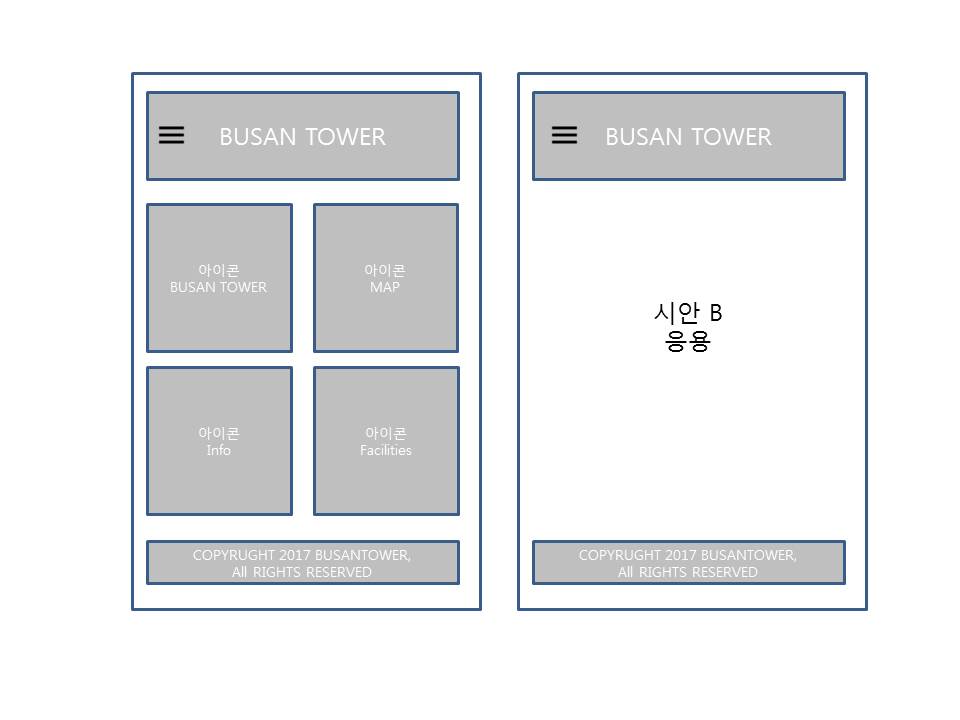 BUSAN TOWER
아이콘
BUSAN TOWER
아이콘
MAP
아이콘
Info
아이콘
Facilities
COPYRUGHT 2017 BUSANTOWER,
All RIGHTS RESERVED
BUSAN TOWER
시안 B
응용
COPYRUGHT 2017 BUSANTOWER,
All RIGHTS RESERVED